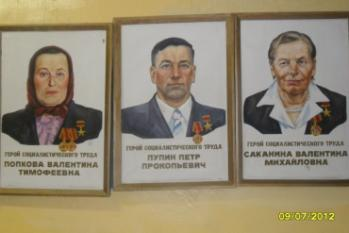 ГЕРОЙ СОЦИАЛИСТИЧЕСКОГО ТРУДА
ПОПКОВА ВАЛЕНТИНА
ТИМОФЕЕВНА
ГЕРОЙ СОЦИАЛИСТИЧЕСКОГО ТРУДА
ПУПИН ПЕТР
ПРОКОПЬЕВИЧ
ГЕРОЙ СОЦИАЛИСТИЧЕСКОГО ТРУДА
САКАНИНА ВАЛЕНТИНА
МИХАЙЛОВНА
09/07/2012